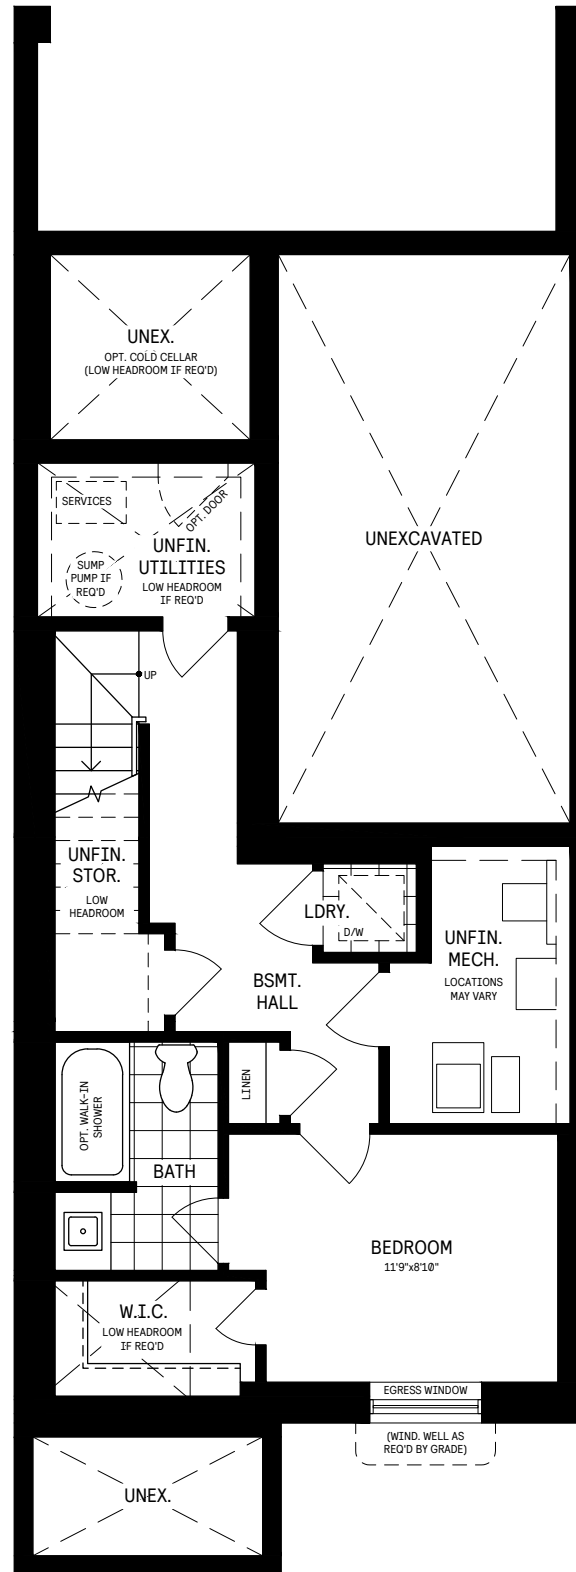 UNEX.
OPT. COLD CELLAR
(LOW HEADROOM IF REQ'D)
UNEXCAVATED
SERVICES
OPT. DOOR
UNFIN.
UTILITIES
LOW HEADROOM
IF REQ'D
SUMP
PUMP IF
REQ'D
UP
UNFIN.
STOR.
LOW
HEADROOM
LDRY.
D/W
UNFIN.
MECH.
LOCATIONS
MAY VARY
BSMT.
HALL
LINEN
OPT. WALK-IN
SHOWER
BATH
BEDROOM
11'9"x8'10"
W.I.C.
LOW HEADROOM
IF REQ'D
EGRESS WINDOW
(WIND. WELL AS
REQ'D BY GRADE)
UNEX.